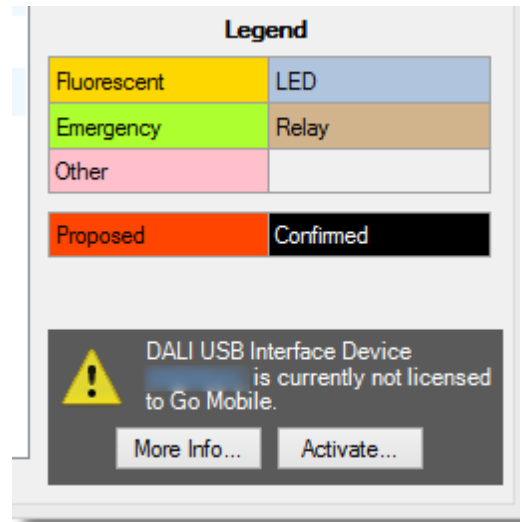 Legend
Fluorescent LED
Emergency Relay
Other
Proposed Confirmed
DALI USB Interface Device
is currently not licensed
to Go Mobile.
More Info... Activate...